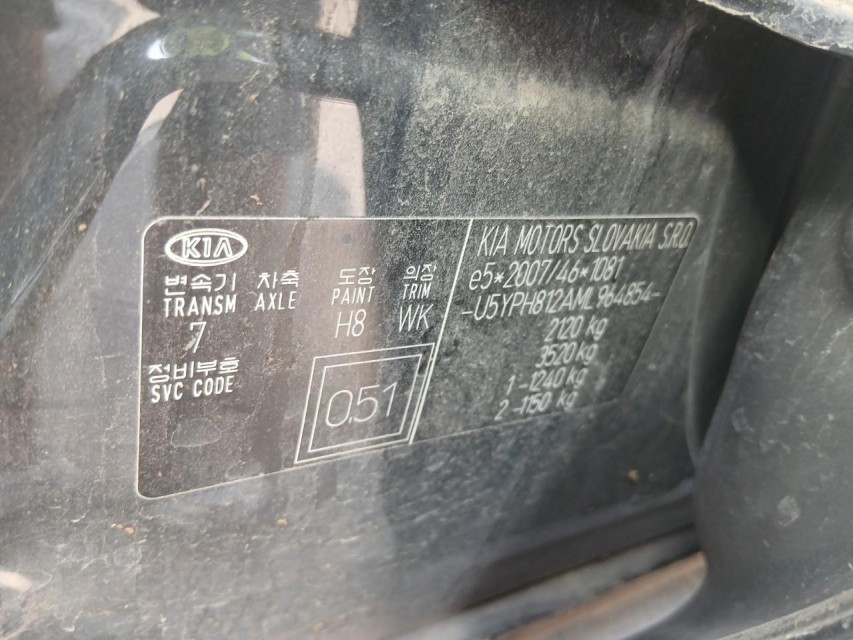 KIA
변속기 차축 도장 의장
TRANSM AXLE PAINT TRIM
7 H8 WK
정비부호
SVC CODE
0.51
KIA MOTORS SLOVAKIA S.R.O
e5*2007/46*1081
-U5YPH812AML964854-
2120 kg
3520 kg
1-1240 kg
2-1150 kg